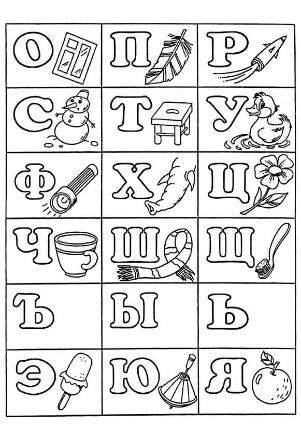 О П Р
С Т У
Ф Х Ц
Ч Ш Щ
Ъ Ы Ь
Э Ю Я